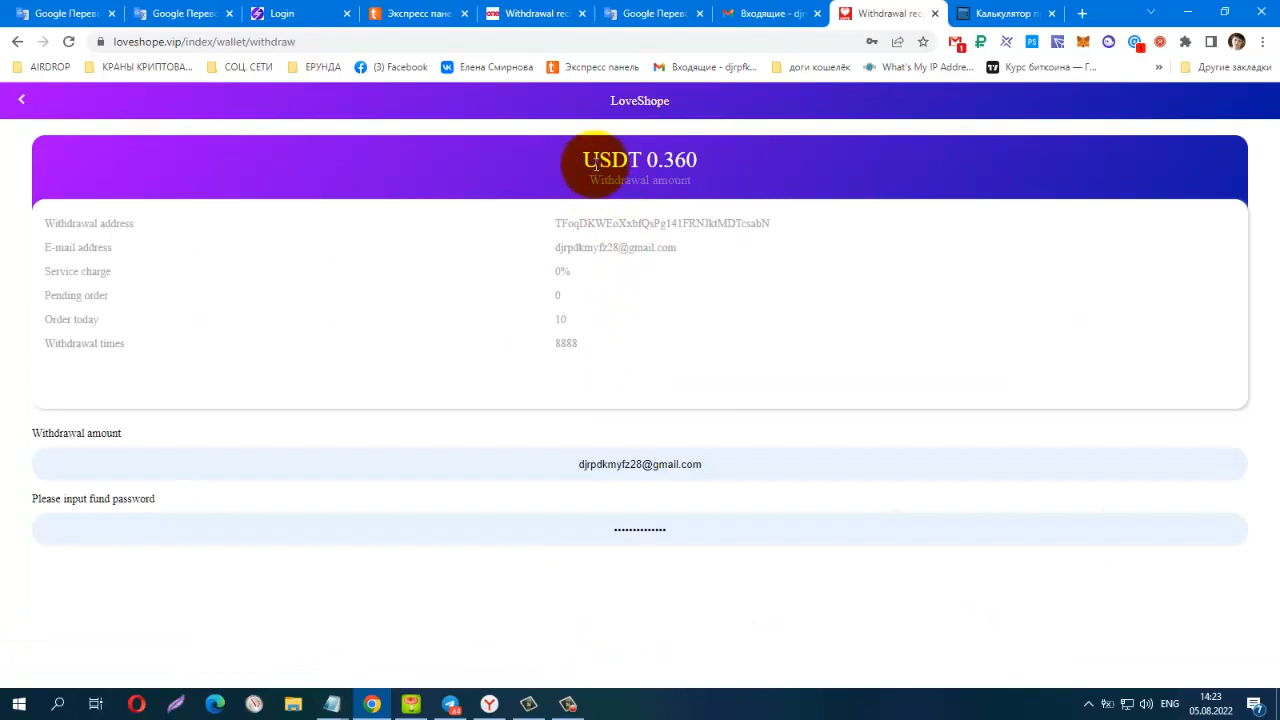 Google Перев
Google Перев
Login
Экспресс пане
Withdrawal rec
Google Перев
Входящие - djr
Withdrawal rec
Калькулятор п
loveshope.vip/index/wallet/withdraw
AIRDROP
КРАНЫ КРИПТОВА...
СОЦ. СЕТИ
ЕРУНДА
(3) Facebook
Елена Смирнова
Экспресс панель
Входящие - djrpfk...
доги кошелёк
What's My IP Addre...
Курс биткоина — Г...
»
Другие закладки
LoveShope
USDT 0.360
Withdrawal amount
Withdrawal address
TFoqDKWEoXxbfQsPg141FRNJktMDTcsabN
E-mail address
djrpdkmyfz28@gmail.com
Service charge
0%
Pending order
0
Order today
10
Withdrawal times
8888
Withdrawal amount
djrpdkmyfz28@gmail.com
Please input fund password
••••••••••••••
ENG
14:23
05.08.2022